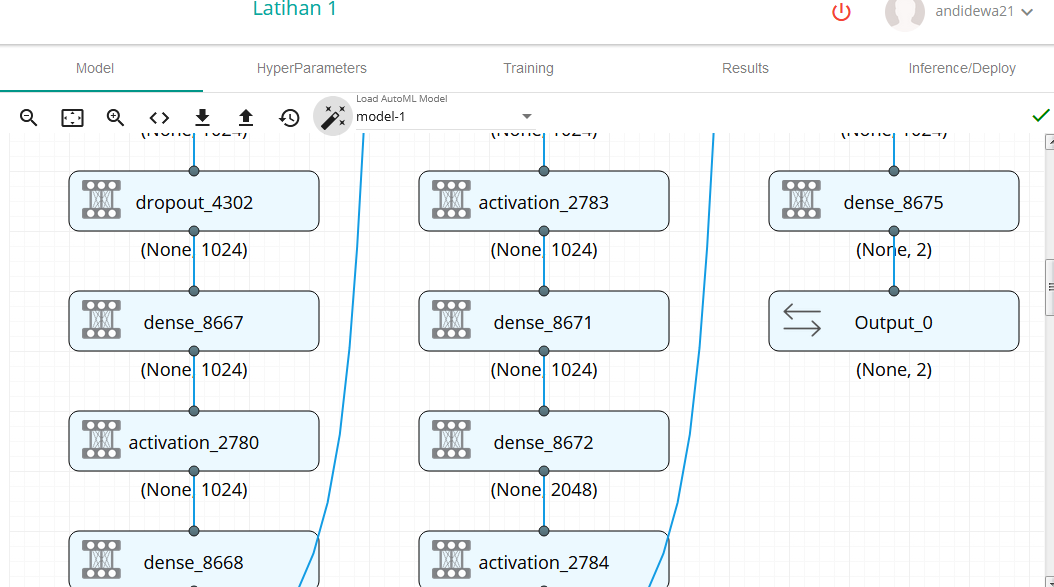 Latihan 1
andidewa21
Model
HyperParameters
Training
Results
Inference/Deploy
Load AutoML Model
model-1
(None, 1024)
(None, 1024)
(None, 1024)
dropout_4302
activation_2783
dense_8675
(None, 1024)
(None, 1024)
(None, 2)
dense_8667
dense_8671
Output_0
(None, 1024)
(None, 1024)
(None, 2)
activation_2780
dense_8672
(None, 1024)
(None, 2048)
dense_8668
activation_2784